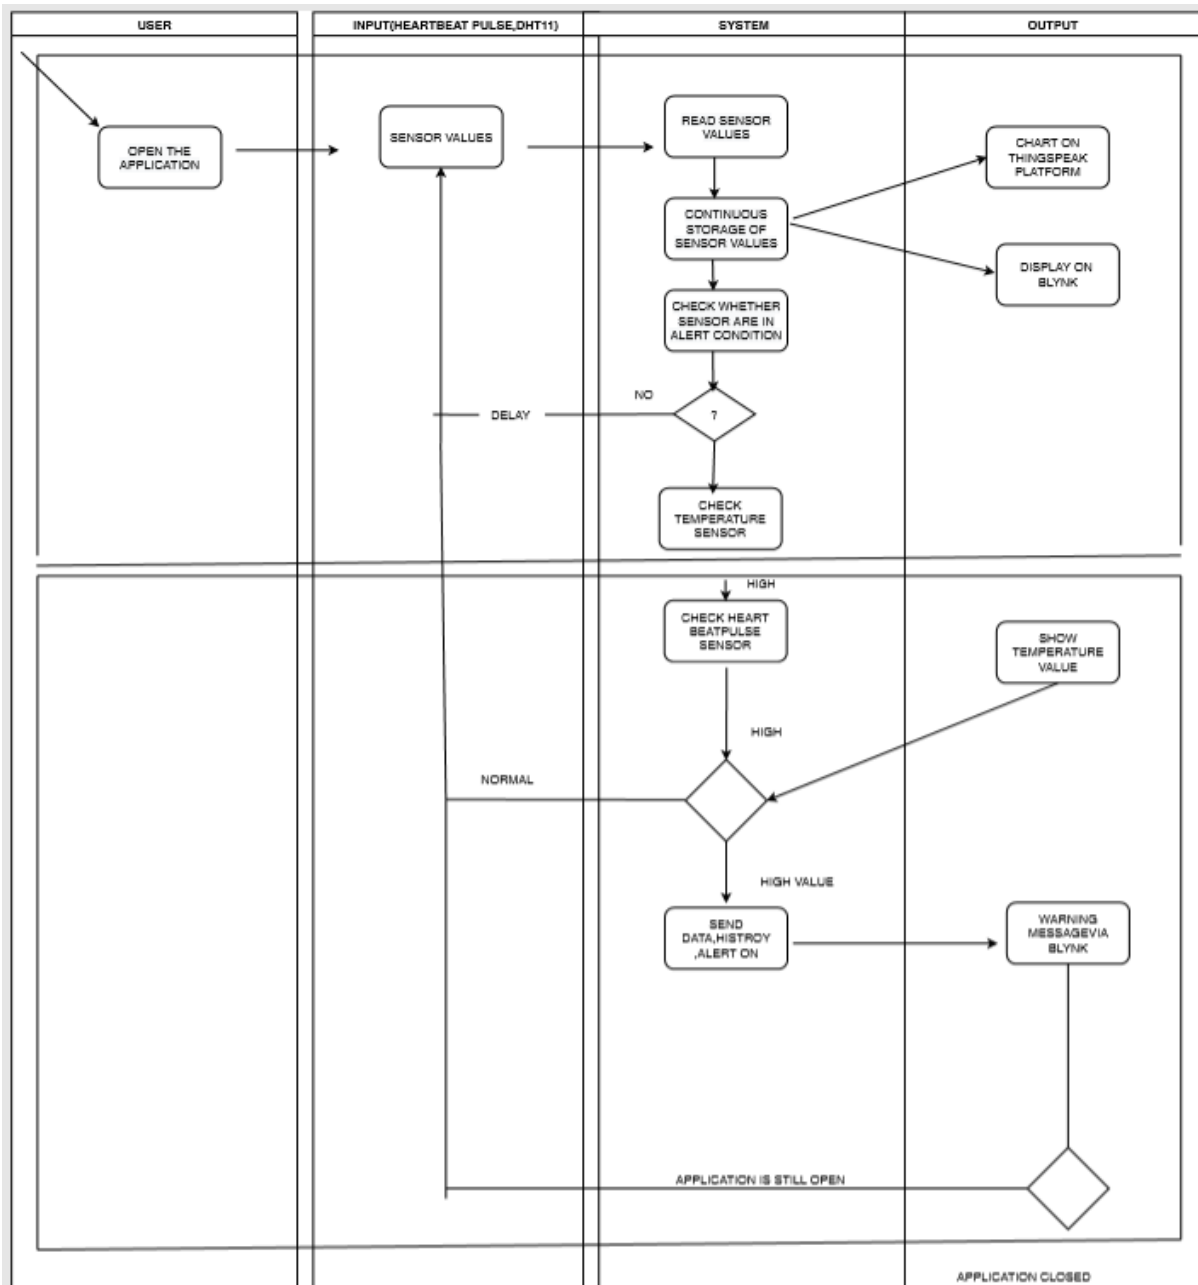 USER
INPUT(HEARTBEAT PULSE,DHT11)
SYSTEM
OUTPUT
OPEN THE
APPLICATION
SENSOR VALUES
READ SENSOR
VALUES
CHART ON
THINGSPEAK
PLATFORM
CONTINUOUS
STORAGE OF
SENSOR VALUES
DISPLAY ON
BLYNK
CHECK WHETHER
SENSOR ARE IN
ALERT CONDITION
NO
DELAY
?
CHECK
TEMPERATURE
SENSOR
HIGH
CHECK HEART
BEATPULSE
SENSOR
SHOW
TEMPERATURE
VALUE
HIGH
NORMAL
HIGH VALUE
SEND
DATA,HISTROY
,ALERT ON
WARNING
MESSAGEVIA
BLYNK
APPLICATION IS STILL OPEN
APPLICATION CLOSED